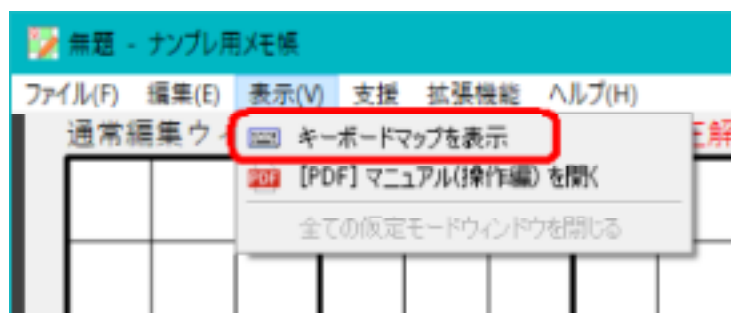 無題 - ナンプレ用メモ帳
ファイル(F) 編集(E) 表示(V) 支援 拡張機能 ヘルプ(H)
通常編集ウィ
正解
キーボードマップを表示
[PDF] マニュアル(操作編) を開く
全ての仮定モードウィンドウを閉じる